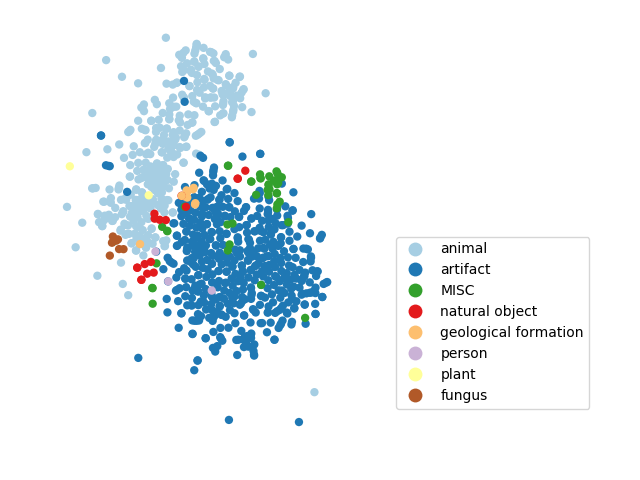 animal
artifact
MISC
natural object
geological formation
person
plant
fungus